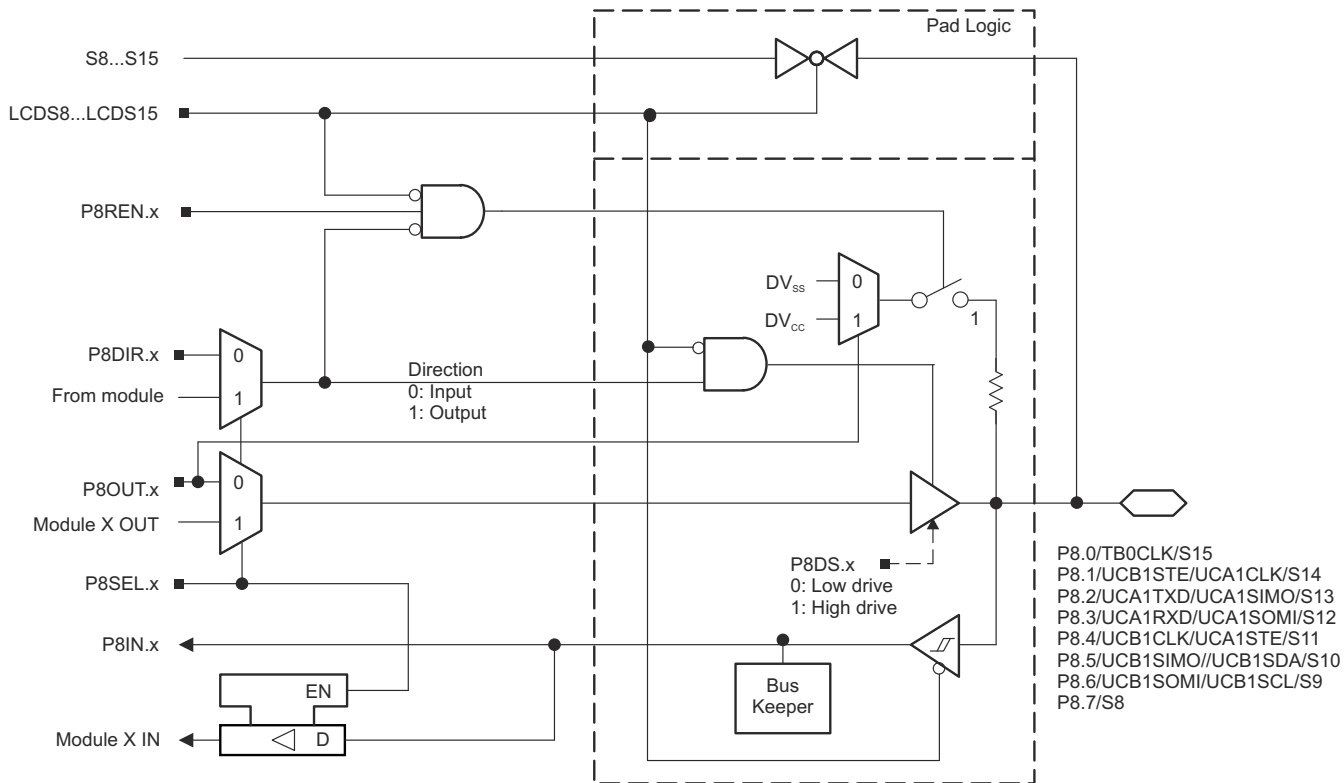 Pad Logic
S8...S15
LCDS8...LCDS15
P8REN.x
DVSS
0
DVCC
1
1
P8DIR.x
0
From module
1
Direction
0: Input
1: Output
P8OUT.x
0
Module X OUT
1
P8SEL.x
P8DS.x
0: Low drive
1: High drive
P8IN.x
EN
D
Module X IN
Bus
Keeper
P8.0/TB0CLK/S15
P8.1/UCB1STE/UCA1CLK/S14
P8.2/UCA1TXD/UCA1SIMO/S13
P8.3/UCA1RXD/UCA1SOMI/S12
P8.4/UCB1CLK/UCA1STE/S11
P8.5/UCB1SIMO//UCB1SDA/S10
P8.6/UCB1SOMI/UCB1SCL/S9
P8.7/S8